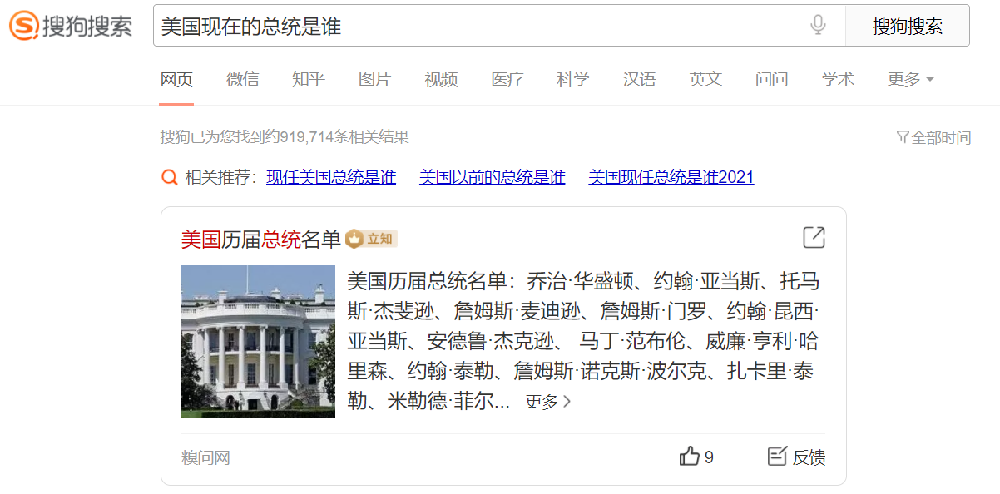 搜狗搜索
美国现在的总统是谁
搜狗搜索
网页 微信 知乎 图片 视频 医疗 科学 汉语 英文 问问 学术 更多
搜狗已为您找到约919,714条相关结果
全部时间
相关推荐： 现任美国总统是谁 美国以前的总统是谁 美国现任总统是谁2021
美国历届总统名单 立知
美国历届总统名单：乔治·华盛顿、约翰·亚当斯、托马
斯·杰斐逊、詹姆斯·麦迪逊、詹姆斯·门罗、约翰·昆西·
亚当斯、安德鲁·杰克逊、 马丁·范布伦、威廉·亨利·哈
里森、约翰·泰勒、詹姆斯·诺克斯·波尔克、扎卡里·泰
勒、米勒德·菲尔... 更多
糗问网
9
反馈